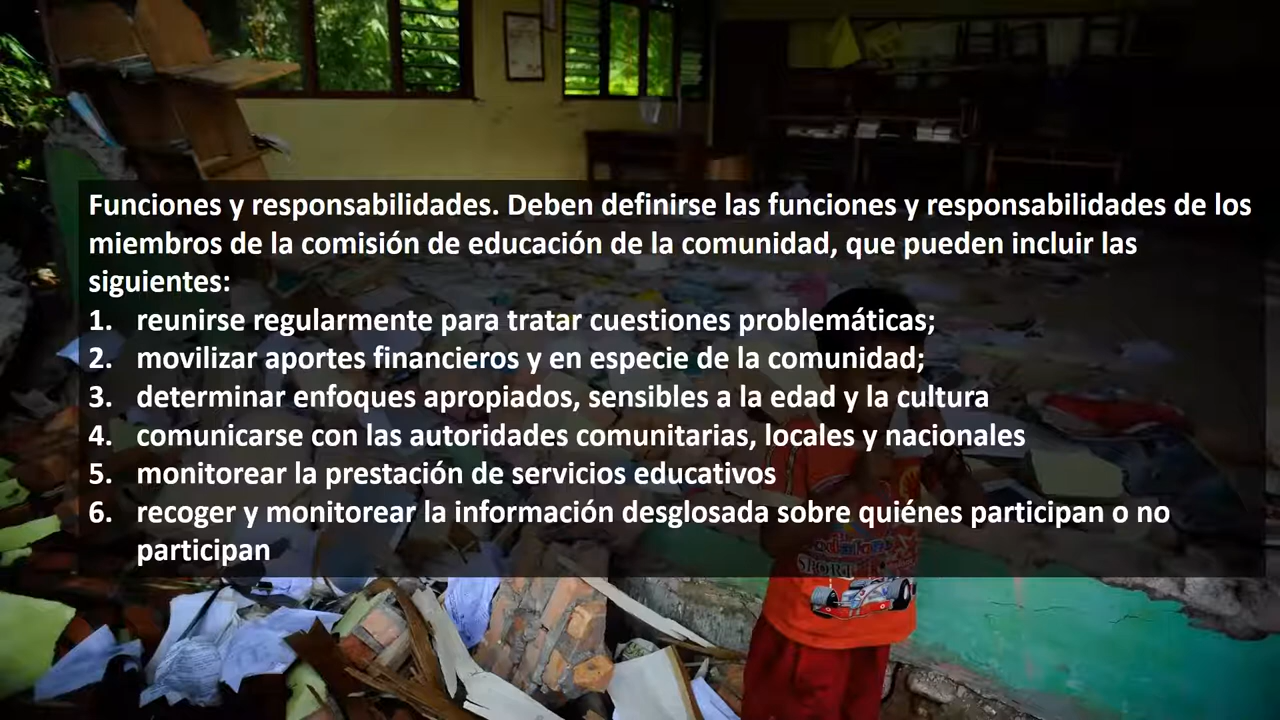 Funciones y responsabilidades. Deben definirse las funciones y responsabilidades de los
miembros de la comisión de educación de la comunidad, que pueden incluir las
siguientes:
1. reunirse regularmente para tratar cuestiones problemáticas;
2. movilizar aportes financieros y en especie de la comunidad;
3. determinar enfoques apropiados, sensibles a la edad y la cultura
4. comunicarse con las autoridades comunitarias, locales y nacionales
5. monitorear la prestación de servicios educativos
6. recoger y monitorear la información desglosada sobre quiénes participan o no
participan
SPORT